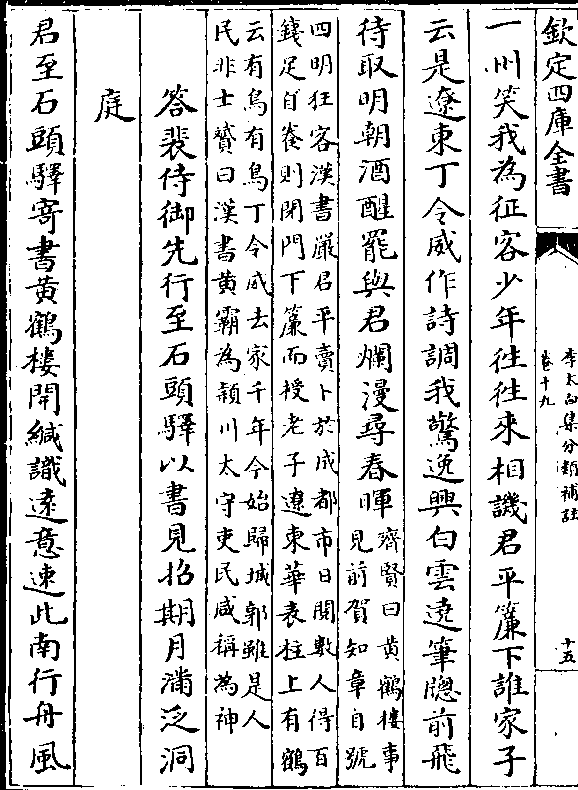 欽定四庫全書
李太白集分類補註
卷十九
十五
一州笑我為征客少年往往來相譏君平簾下誰家子
云是遼東丁令威作詩調我驚逸興白雲遶筆牕前飛
待取明朝酒醒罷與君爛漫尋春暉
齊賢曰黄鶴樓事
見前賀知章自號
四明狂客漢書嚴君平賣卜於成都市日閲數人得百
錢足自養則閉門下簾而授老子遼東華表柱上有鶴
云有鳥有鳥丁令威去家千年今始歸城郭雖是人
民非士贇曰漢書黄霸為潁川太守吏民咸稱為神
答裴侍御先行至石頭驛以書見招期月滿泛洞
庭
君至石頭驛寄書黄鶴樓開緘識遠意速此南行舟風